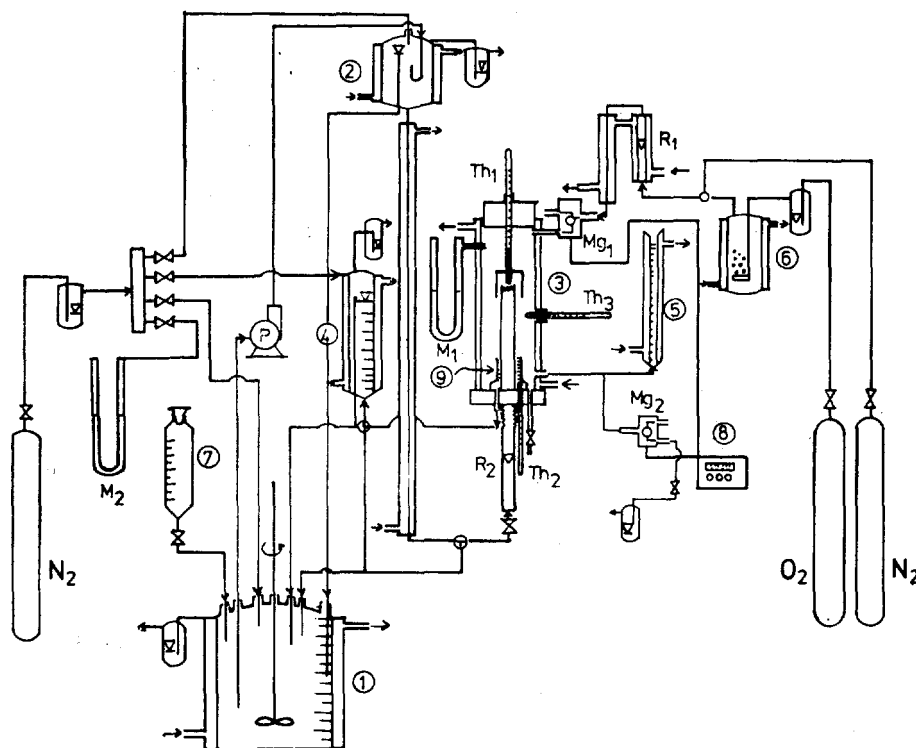 ②
R₁
Th₁
Mg₁
⑥
③
Th₃
⑤
④
M₁
P
⑨
Mg₂
⑧
⑦
R₂
Th₂
M₂
N₂
O₂
N₂
①